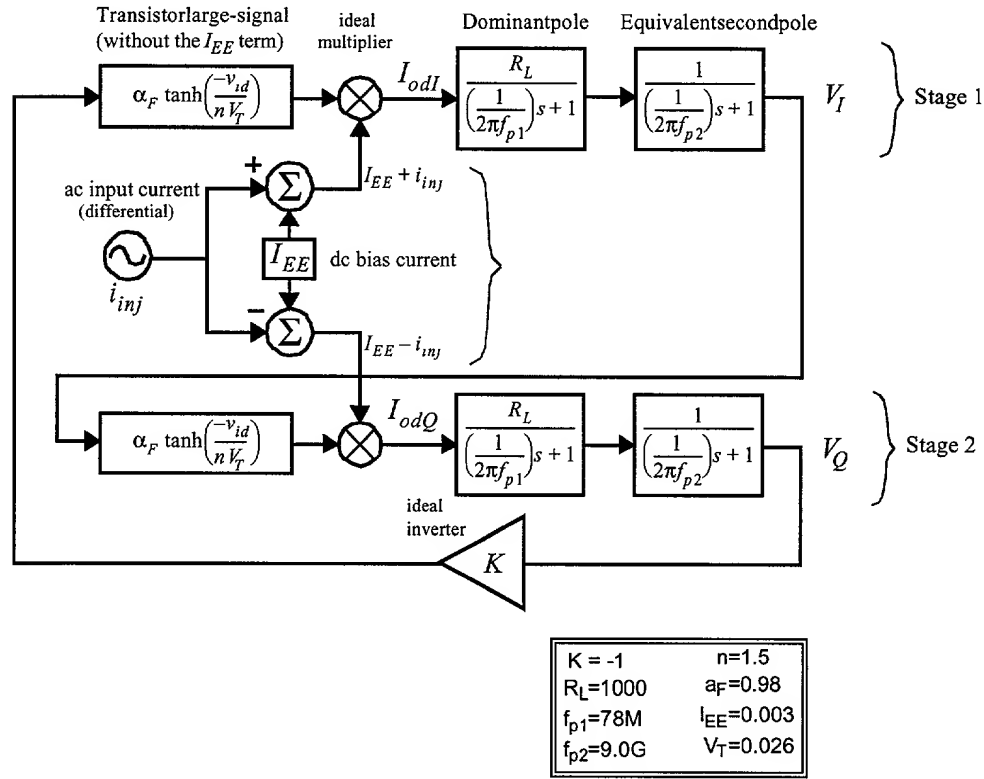 Transistorlarge-signal
(without the I_EE term)
ideal
multiplier
Dominantpole
Equivalentsecondpole
α_F tanh(−v_id / n V_T)
I_odI
R_L / ((1 / 2πf_p1)s + 1)
1 / ((1 / 2πf_p2)s + 1)
V_I
Stage 1
+
Σ
I_EE + i_inj
ac input current
(differential)
i_inj
I_EE
dc bias current
−
Σ
I_EE − i_inj
α_F tanh(−v_id / n V_T)
I_odQ
R_L / ((1 / 2πf_p1)s + 1)
1 / ((1 / 2πf_p2)s + 1)
V_Q
Stage 2
ideal
inverter
K
K = -1 n=1.5
R_L=1000 a_F=0.98
f_p1=78M I_EE=0.003
f_p2=9.0G V_T=0.026